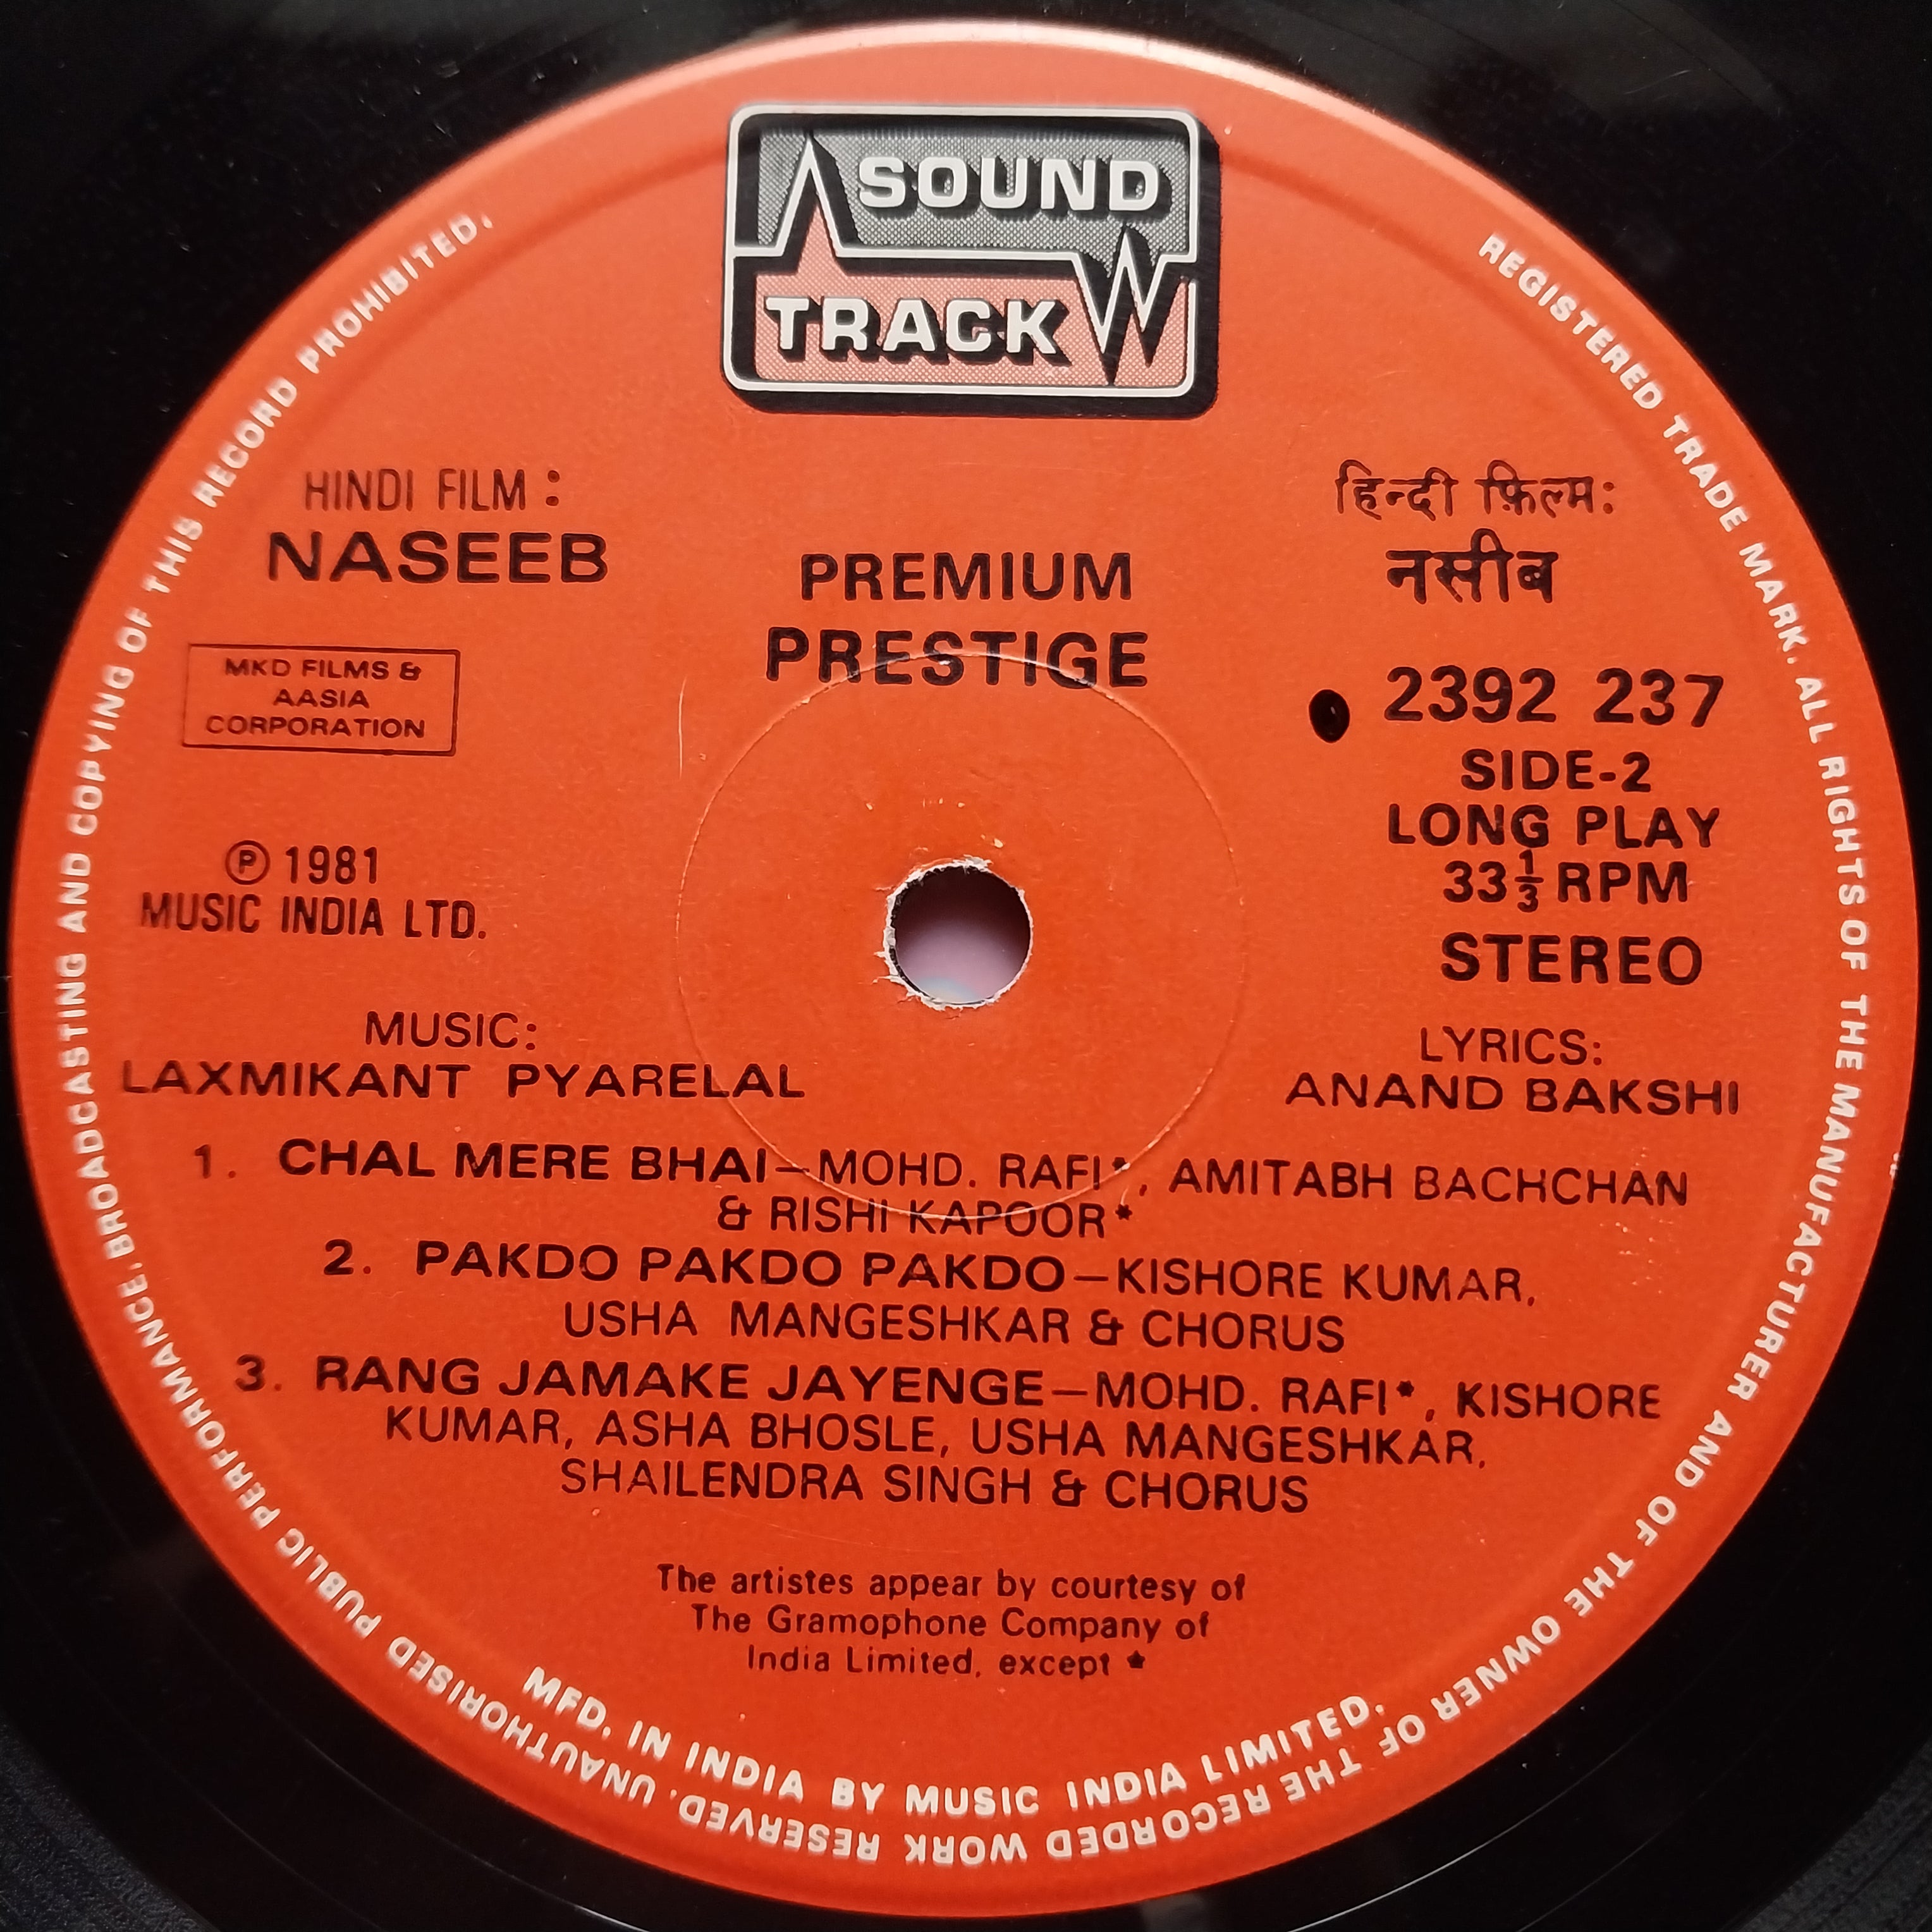 SOUND
TRACK
HINDI FILM :
NASEEB
हिन्दी फ़िल्म:
नसीब
PREMIUM
PRESTIGE
MKD FILMS &
AASIA
CORPORATION
2392 237
SIDE-2
LONG PLAY
33⅓ RPM
STEREO
Ⓟ 1981
MUSIC INDIA LTD.
MUSIC:
LAXMIKANT PYARELAL
LYRICS:
ANAND BAKSHI
1. CHAL MERE BHAI—MOHD. RAFI*, AMITABH BACHCHAN
& RISHI KAPOOR*
2. PAKDO PAKDO PAKDO—KISHORE KUMAR,
USHA MANGESHKAR & CHORUS
3. RANG JAMAKE JAYENGE—MOHD. RAFI*, KISHORE
KUMAR, ASHA BHOSLE, USHA MANGESHKAR,
SHAILENDRA SINGH & CHORUS
The artistes appear by courtesy of
The Gramophone Company of
India Limited, except *
MFD. IN INDIA BY MUSIC INDIA LIMITED.
REGISTERED TRADE MARK. ALL RIGHTS OF THE MANUFACTURER AND OF THE OWNER OF THE RECORDED WORK RESERVED. UNAUTHORISED PUBLIC PERFORMANCE. BROADCASTING AND COPYING OF THIS RECORD PROHIBITED.